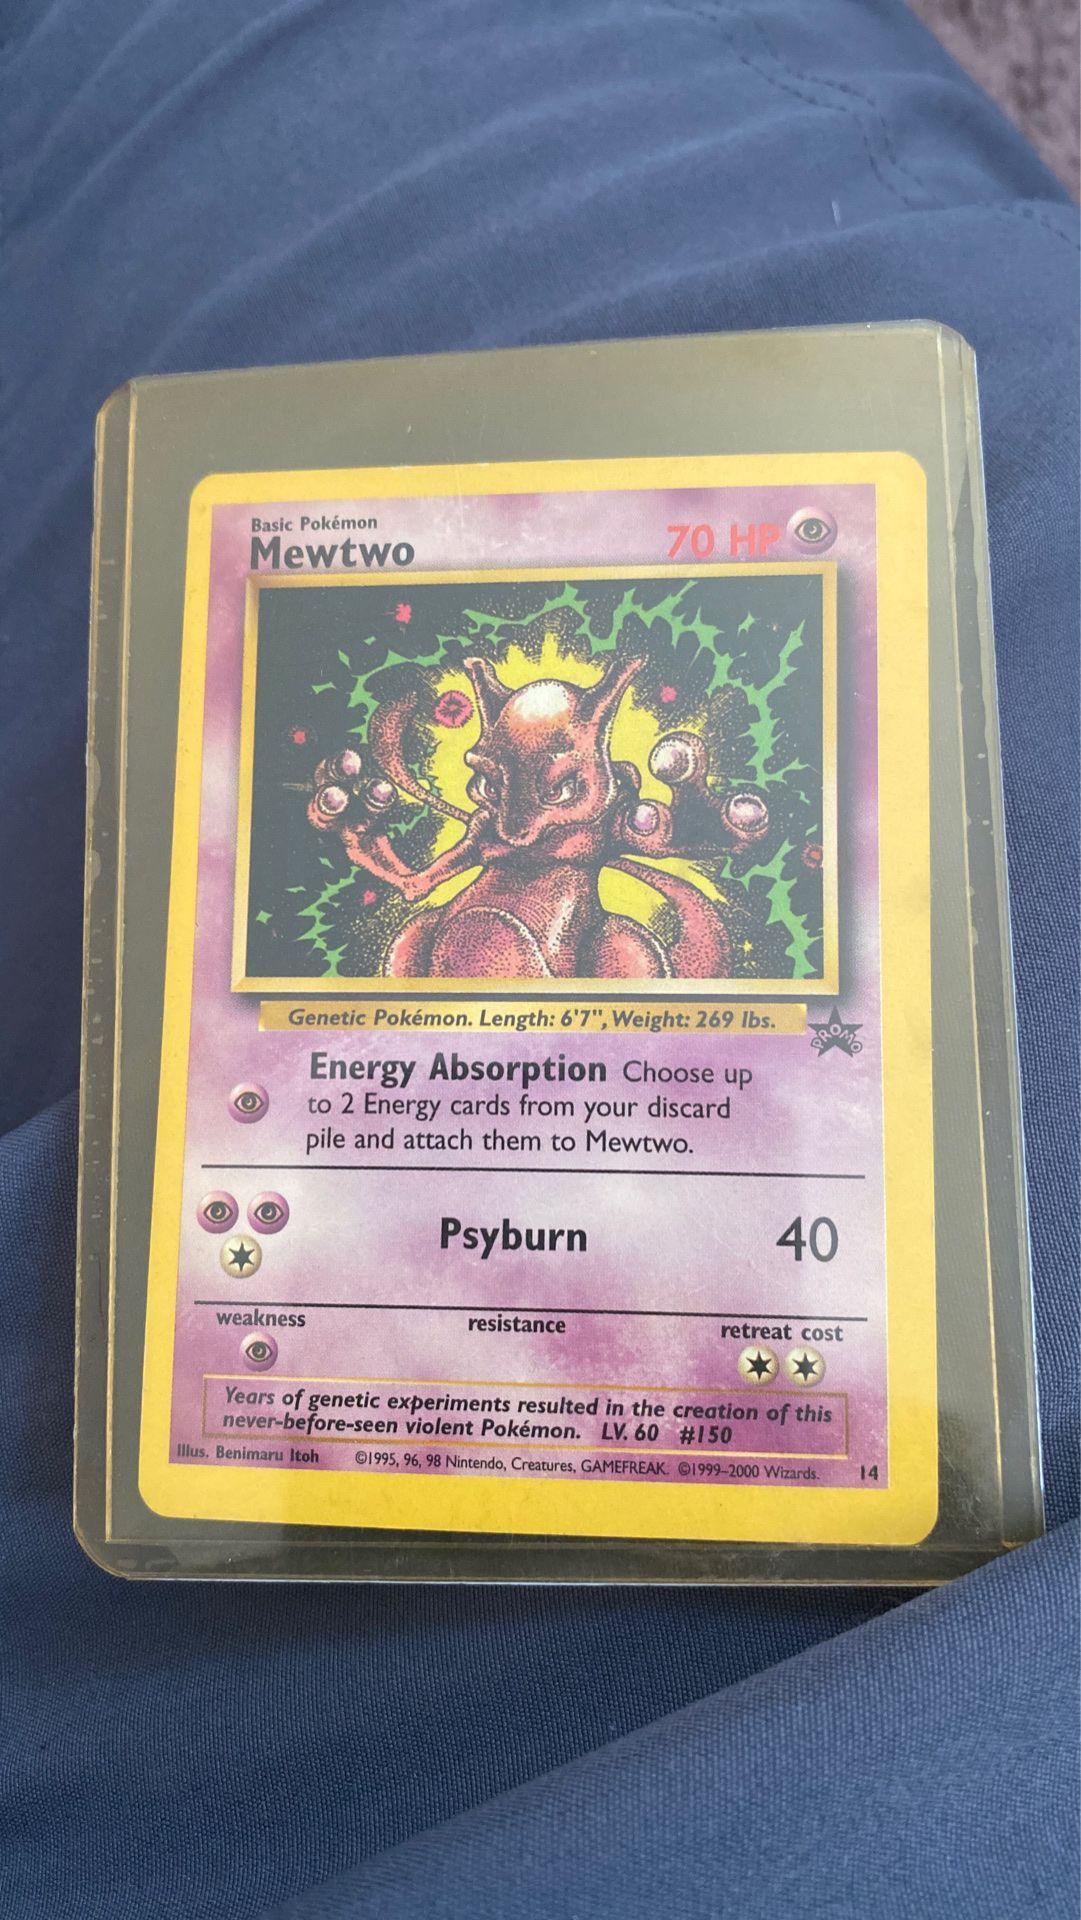 Basic Pokémon
Mewtwo
70 HP
Genetic Pokémon. Length: 6'7", Weight: 269 lbs.
PROMO
Energy Absorption Choose up
to 2 Energy cards from your discard
pile and attach them to Mewtwo.
Psyburn 40
weakness resistance retreat cost
Years of genetic experiments resulted in the creation of this
never-before-seen violent Pokémon. LV. 60 #150
Illus. Benimaru Itoh ©1995, 96, 98 Nintendo, Creatures, GAMEFREAK. ©1999–2000 Wizards. 14